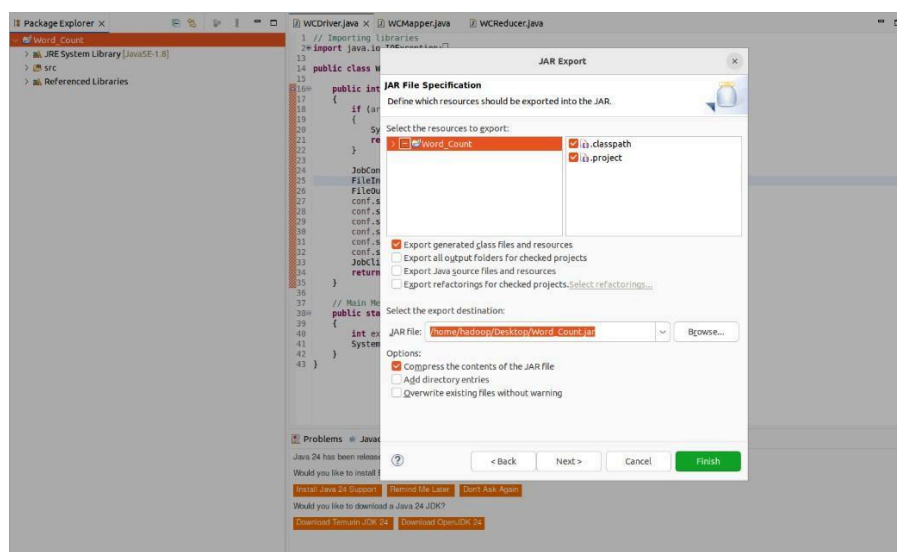 Package Explorer ×
Word_Count
JRE System Library [JavaSE-1.8]
src
Referenced Libraries
WCDriver.java × WCMapper.java WCReducer.java
1 // Importing libraries
2 import java.io.IOException;
13
14 public class W
15
16 public int
17 {
18 if (ar
19 {
20 Sy
21 re
22 }
23
24 JobCon
25 FileIn
26 FileOu
27 conf.s
28 conf.s
29 conf.s
30 conf.s
31 conf.s
32 conf.s
33 JobCli
34 return
35 }
36
37 // Main Me
38 public sta
39 {
40 int ex
41 System
42 }
43 }
JAR Export ×
JAR File Specification
Define which resources should be exported into the JAR.
Select the resources to export:
Word_Count
.classpath
.project
Export generated class files and resources
Export all output folders for checked projects
Export Java source files and resources
Export refactorings for checked projects. Select refactorings...
Select the export destination:
JAR file: /home/hadoop/Desktop/Word_Count.jar Browse...
Options:
Compress the contents of the JAR file
Add directory entries
Overwrite existing files without warning
? < Back Next > Cancel Finish
Problems Javac
Java 24 has been release
Would you like to install E
Install Java 24 Support Remind Me Later Don't Ask Again
Would you like to download a Java 24 JDK?
Download Temurin JDK 24 Download OpenJDK 24